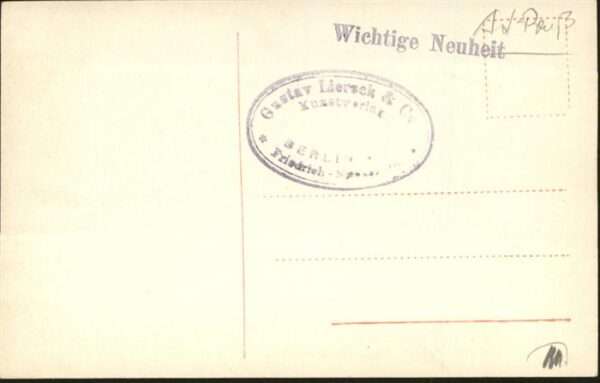 Wichtige Neuheit
Gustav Liersch & Co.
Kunstverlag
BERLIN
Friedrich-